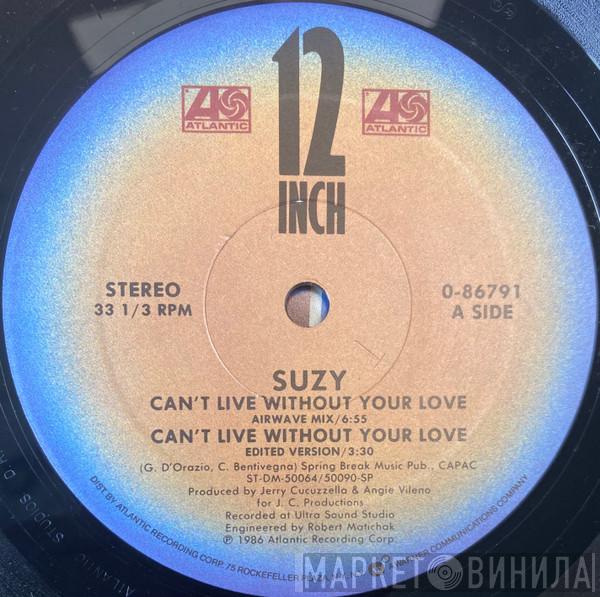 12
INCH
ATLANTIC
ATLANTIC
STEREO
33 1/3 RPM
0-86791
A SIDE
SUZY
CAN'T LIVE WITHOUT YOUR LOVE
AIRWAVE MIX/6:55
CAN'T LIVE WITHOUT YOUR LOVE
EDITED VERSION/3:30
(G. D'Orazio, C. Bentivegna) Spring Break Music Pub., CAPAC
ST-DM-50064/50090-SP
Produced by Jerry Cucuzzella & Angie Vileno
for J. C. Productions
Recorded at Ultra Sound Studio
Engineered by Robert Matichak
℗ 1986 Atlantic Recording Corp.
DIST. BY ATLANTIC RECORDING CORP. 75 ROCKEFELLER PLAZA, N.Y., N.Y. A WARNER COMMUNICATIONS COMPANY
МАРКЕТ ВИНИЛА